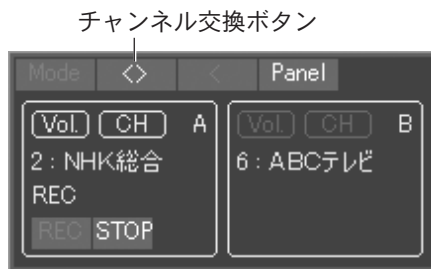 チャンネル交換ボタン
Mode <> < Panel
Vol. CH A
2：NHK総合
REC
REC STOP
Vol. CH B
6：ABCテレビ